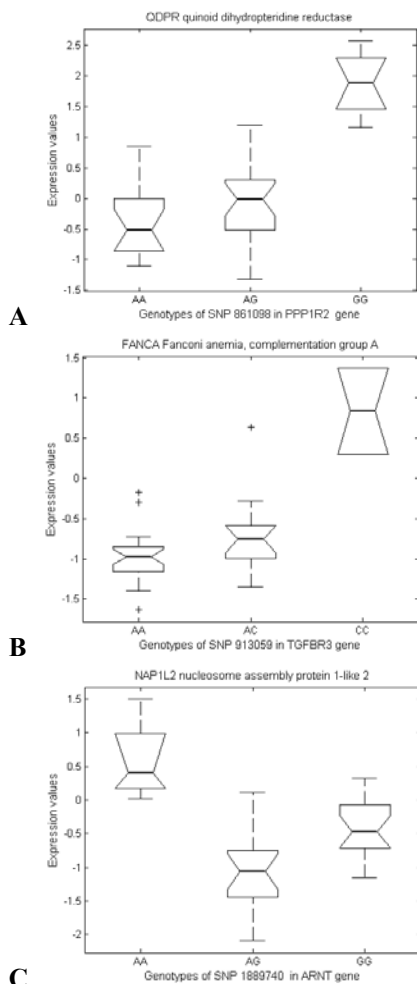 QDPR quinoid dihydropteridine reductase
2.5
2
1.5
1
0.5
0
-0.5
-1
-1.5
Expression values
AA AG GG
Genotypes of SNP 861098 in PPP1R2 gene
A
FANCA Fanconi anemia, complementation group A
1.5
1
0.5
0
-0.5
-1
-1.5
Expression values
AA AC CC
Genotypes of SNP 913059 in TGFBR3 gene
B
NAP1L2 nucleosome assembly protein 1-like 2
1.5
1
0.5
0
-0.5
-1
-1.5
-2
Expression values
AA AG GG
Genotypes of SNP 1889740 in ARNT gene
C